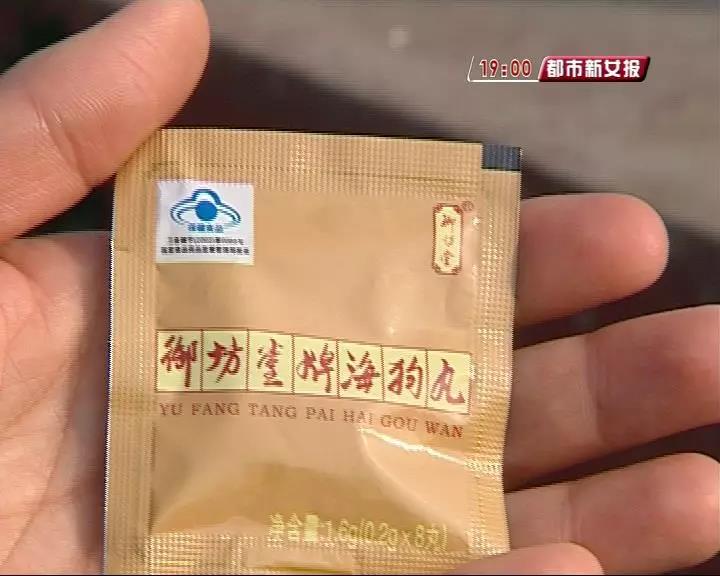 19:00 都市新女报
保健食品
御坊堂®
御坊堂牌海狗丸
YU FANG TANG PAI HAI GOU WAN
净含量:1.6g(0.2g×8丸)